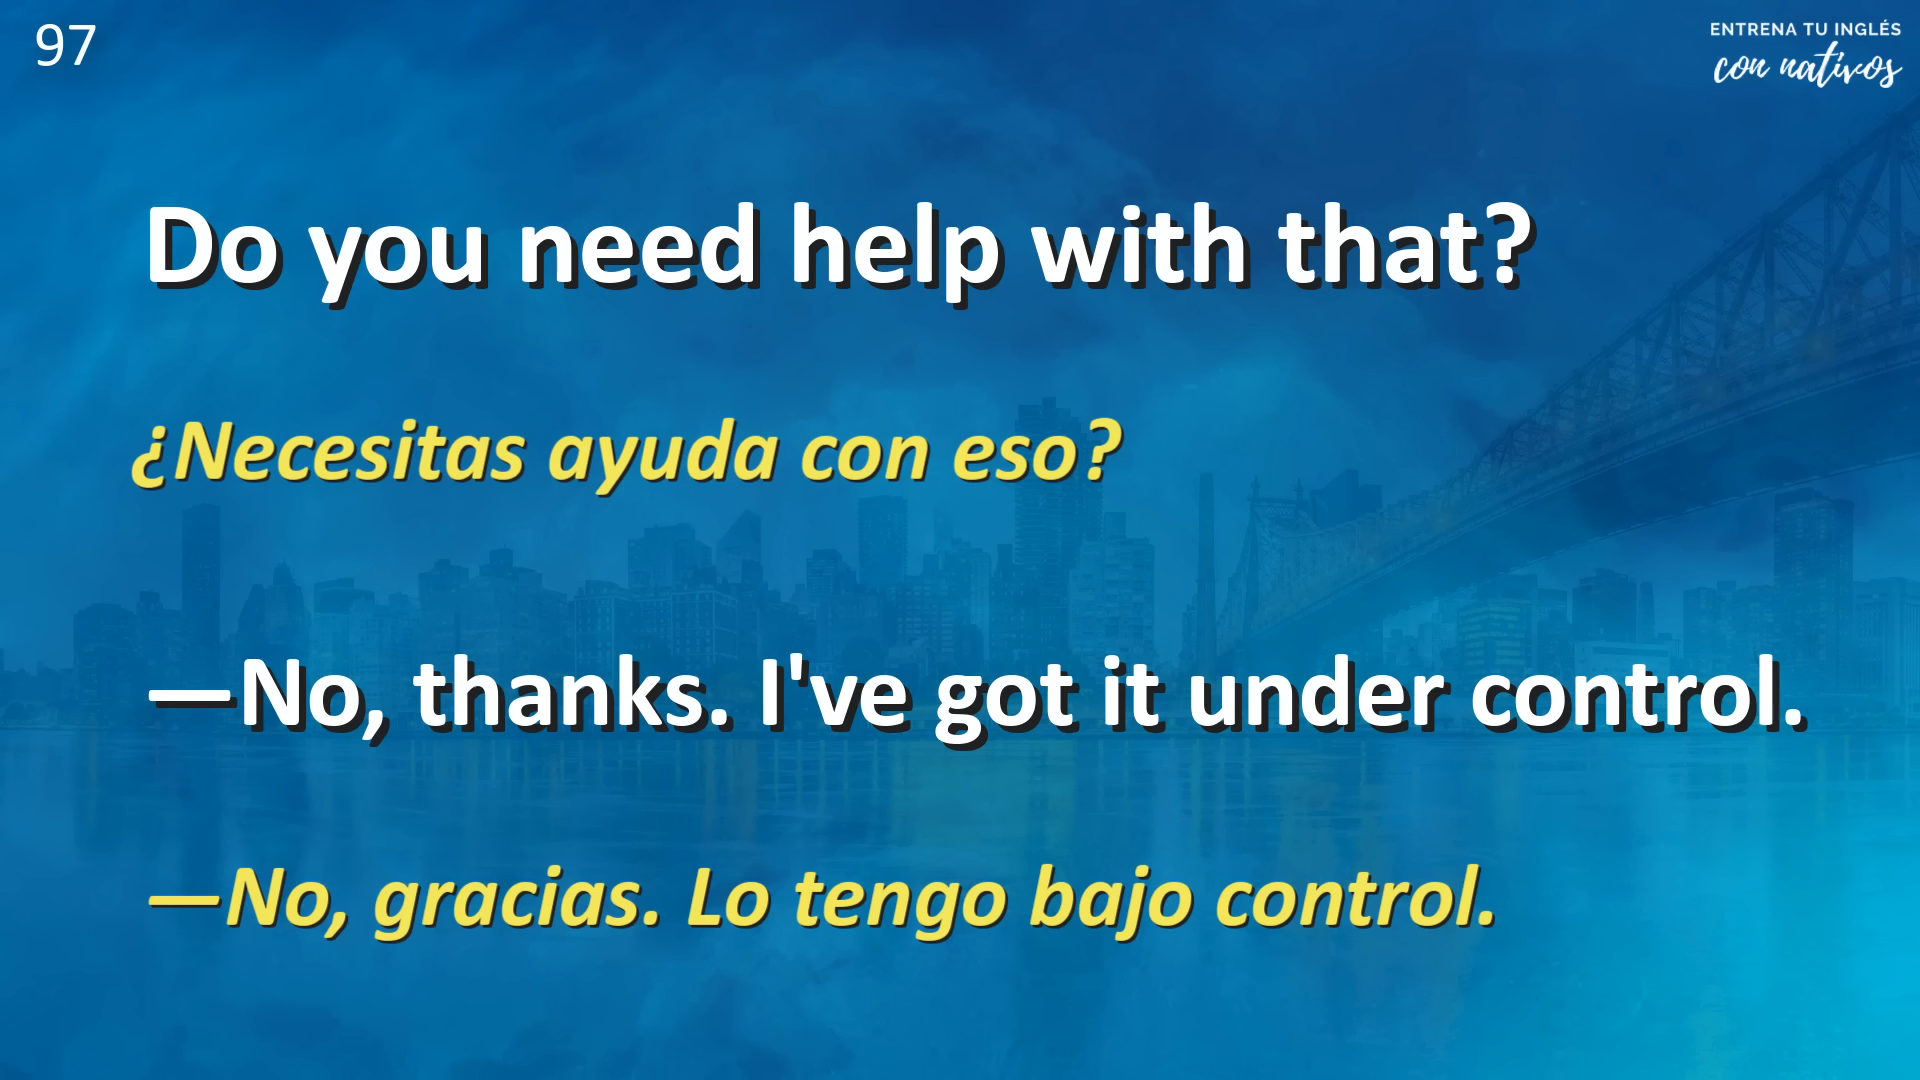 97
ENTRENA TU INGLÉS
con nativos
Do you need help with that?
¿Necesitas ayuda con eso?
—No, thanks. I've got it under control.
—No, gracias. Lo tengo bajo control.